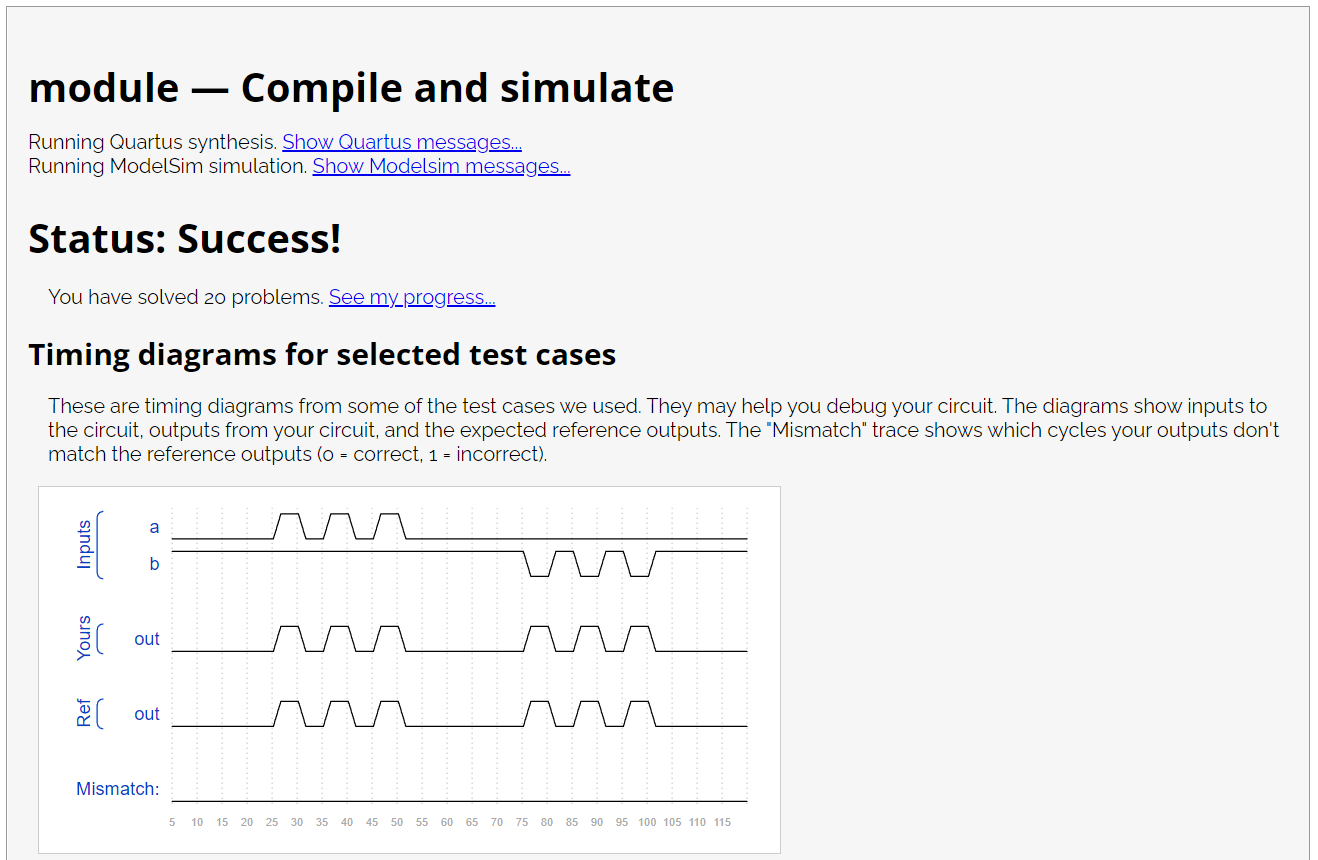 module — Compile and simulate
Running Quartus synthesis. Show Quartus messages...
Running ModelSim simulation. Show Modelsim messages...
Status: Success!
You have solved 20 problems. See my progress...
Timing diagrams for selected test cases
These are timing diagrams from some of the test cases we used. They may help you debug your circuit. The diagrams show inputs to
the circuit, outputs from your circuit, and the expected reference outputs. The "Mismatch" trace shows which cycles your outputs don't
match the reference outputs (0 = correct, 1 = incorrect).
Inputs
a
b
Yours
out
Ref
out
Mismatch:
5 10 15 20 25 30 35 40 45 50 55 60 65 70 75 80 85 90 95 100 105 110 115